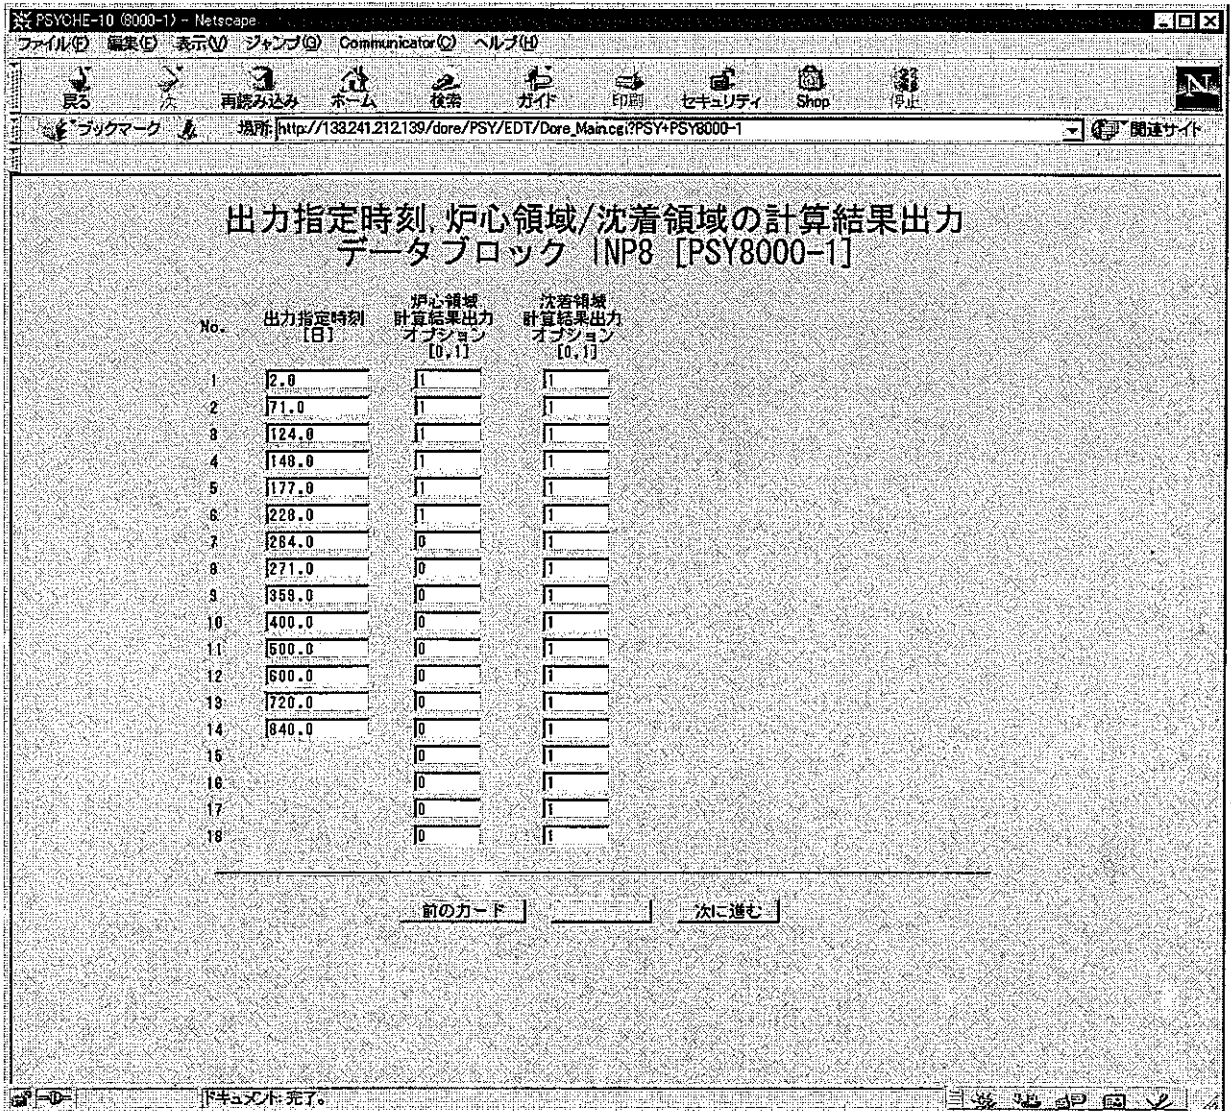 PSYCHE-10 (8000-1) - Netscape
ファイル(F) 編集(E) 表示(V) ジャンプ(G) Communicator(C) ヘルプ(H)
戻る 次 再読み込み ホーム 検索 ガイド 印刷 セキュリティ Shop 停止
N
ブックマーク 場所: http://133.241.212.139/dore/PSY/EDT/Dore_Main.cgi?PSY+PSY8000-1 関連サイト
出力指定時刻,炉心領域/沈着領域の計算結果出力
データブロック INP8 [PSY8000-1]
No. 出力指定時刻 [日] 炉心領域 計算結果出力 オプション [0,1] 沈着領域 計算結果出力 オプション [0,1]
1 2.0 1 1
2 71.0 1 1
3 124.0 1 1
4 148.0 1 1
5 177.0 1 1
6 228.0 1 1
7 264.0 0 1
8 271.0 0 1
9 359.0 0 1
10 400.0 0 1
11 500.0 0 1
12 600.0 0 1
13 720.0 0 1
14 840.0 0 1
15 0 1
16 0 1
17 0 1
18 0 1
前のカード 次に進む
ドキュメント: 完了。